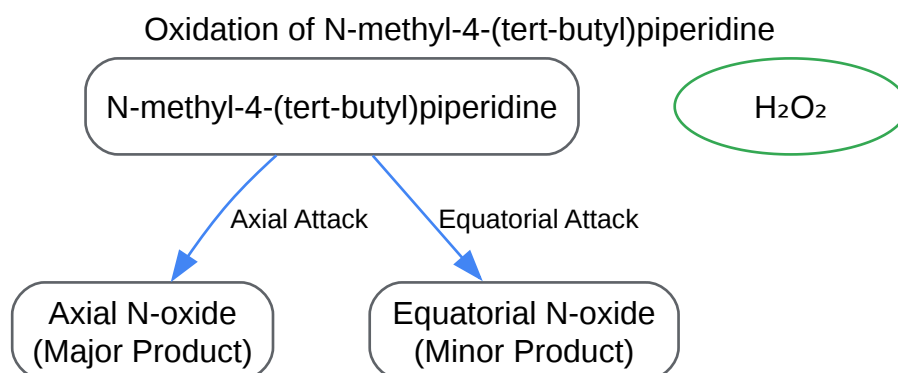 Oxidation of N-methyl-4-(tert-butyl)piperidine
N-methyl-4-(tert-butyl)piperidine
H₂O₂
Axial Attack
Equatorial Attack
Axial N-oxide
(Major Product)
Equatorial N-oxide
(Minor Product)